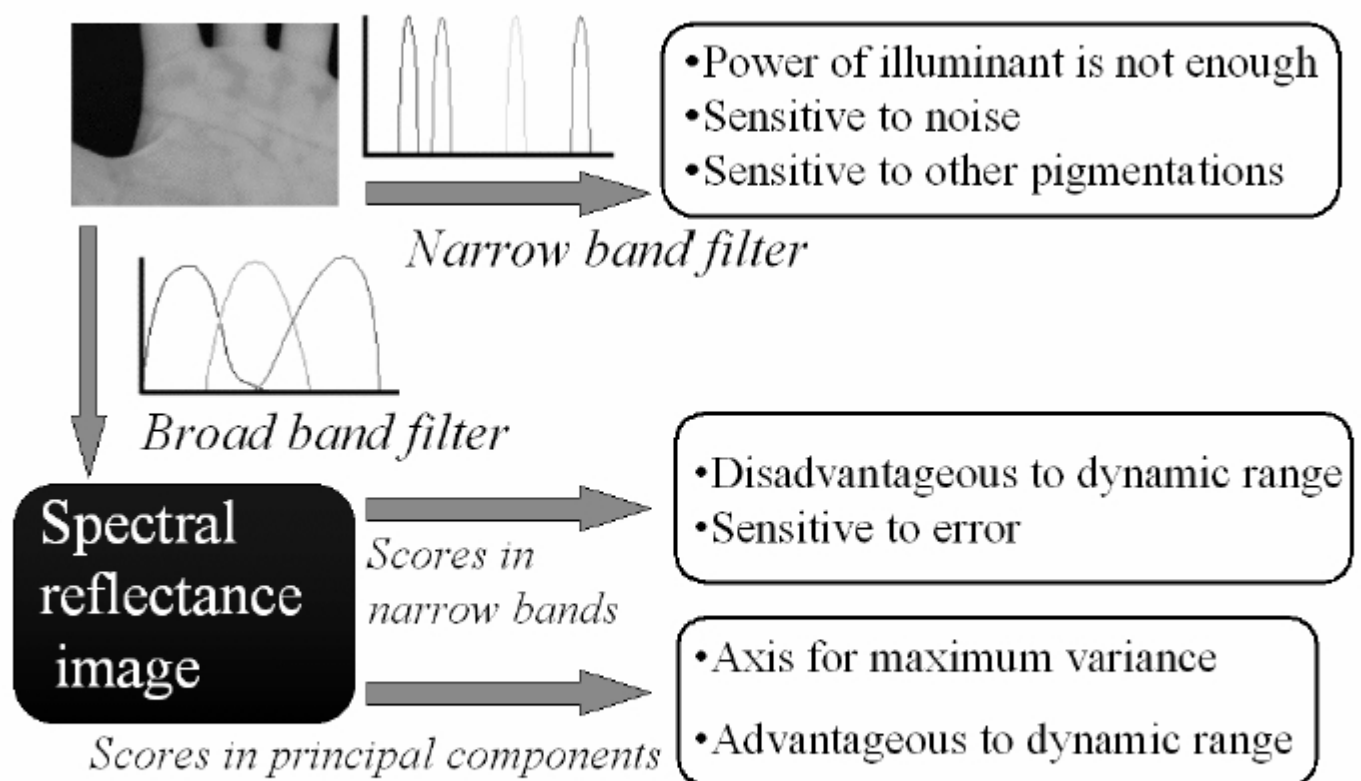 •Power of illuminant is not enough
•Sensitive to noise
•Sensitive to other pigmentations
Narrow band filter
Broad band filter
Spectral
reflectance
image
Scores in
narrow bands
•Disadvantageous to dynamic range
•Sensitive to error
Scores in principal components
•Axis for maximum variance
•Advantageous to dynamic range